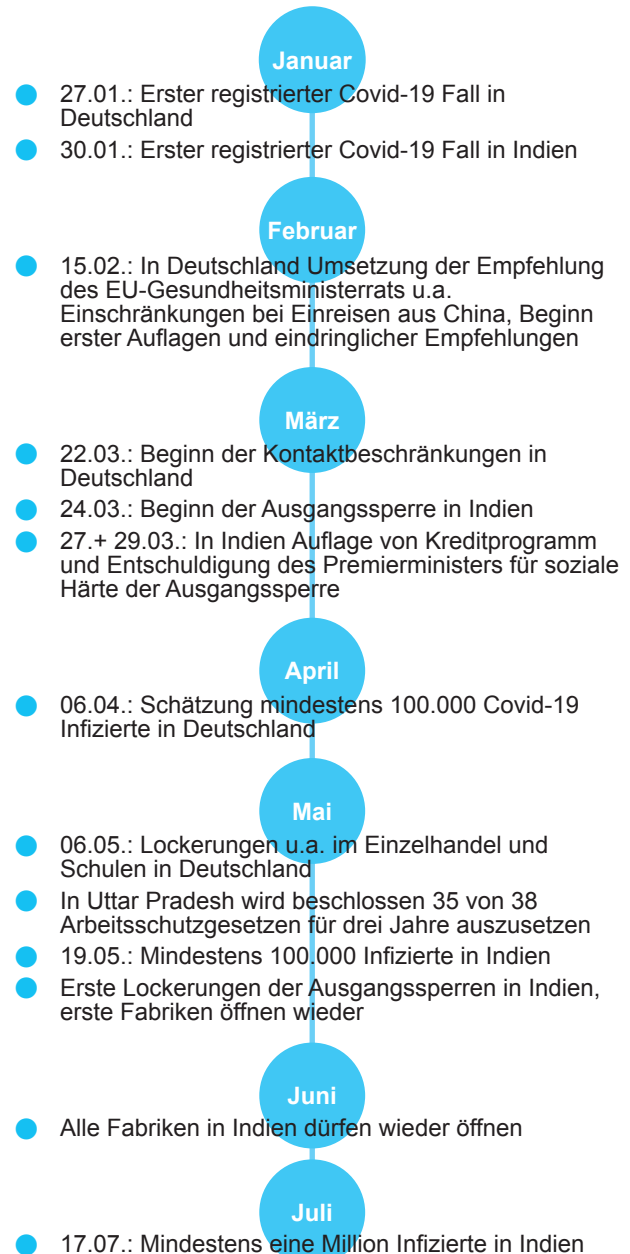 Januar
27.01.: Erster registrierter Covid-19 Fall in
Deutschland
30.01.: Erster registrierter Covid-19 Fall in Indien
Februar
15.02.: In Deutschland Umsetzung der Empfehlung
des EU-Gesundheitsministerrats u.a.
Einschränkungen bei Einreisen aus China, Beginn
erster Auflagen und eindringlicher Empfehlungen
März
22.03.: Beginn der Kontaktbeschränkungen in
Deutschland
24.03.: Beginn der Ausgangssperre in Indien
27.+ 29.03.: In Indien Auflage von Kreditprogramm
und Entschuldigung des Premierministers für soziale
Härte der Ausgangssperre
April
06.04.: Schätzung mindestens 100.000 Covid-19
Infizierte in Deutschland
Mai
06.05.: Lockerungen u.a. im Einzelhandel und
Schulen in Deutschland
In Uttar Pradesh wird beschlossen 35 von 38
Arbeitsschutzgesetzen für drei Jahre auszusetzen
19.05.: Mindestens 100.000 Infizierte in Indien
Erste Lockerungen der Ausgangssperren in Indien,
erste Fabriken öffnen wieder
Juni
Alle Fabriken in Indien dürfen wieder öffnen
Juli
17.07.: Mindestens eine Million Infizierte in Indien